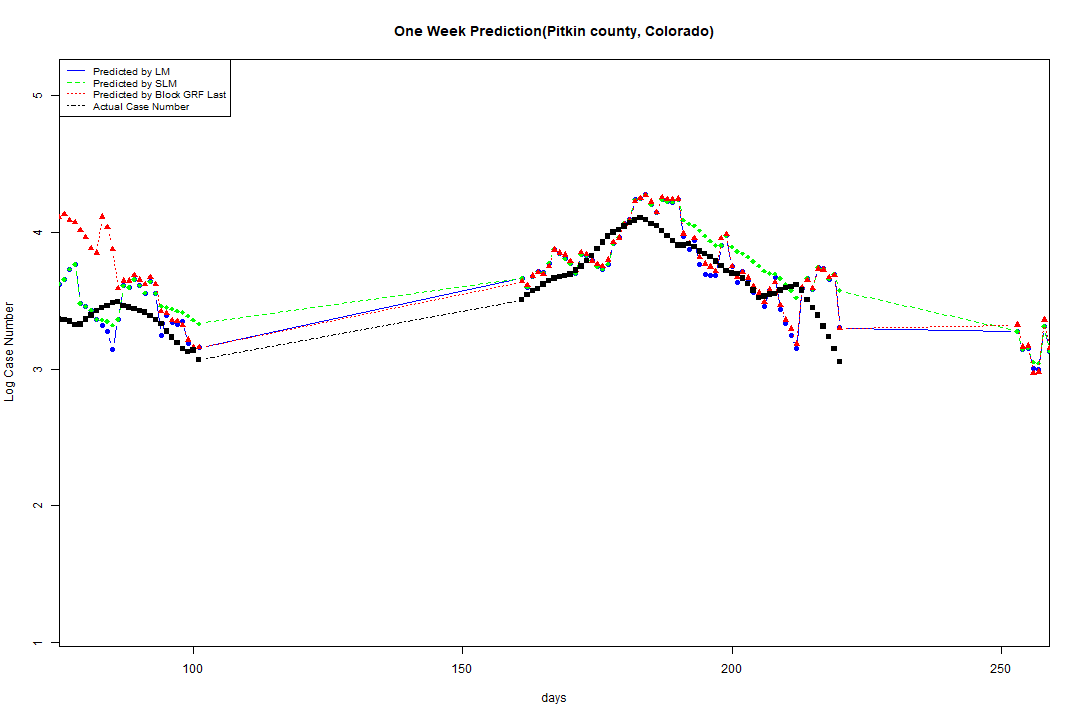 One Week Prediction(Pitkin county, Colorado)
Predicted by LM
Predicted by SLM
Predicted by Block GRF Last
Actual Case Number
5
4
3
2
1
Log Case Number
100 150 200 250
days